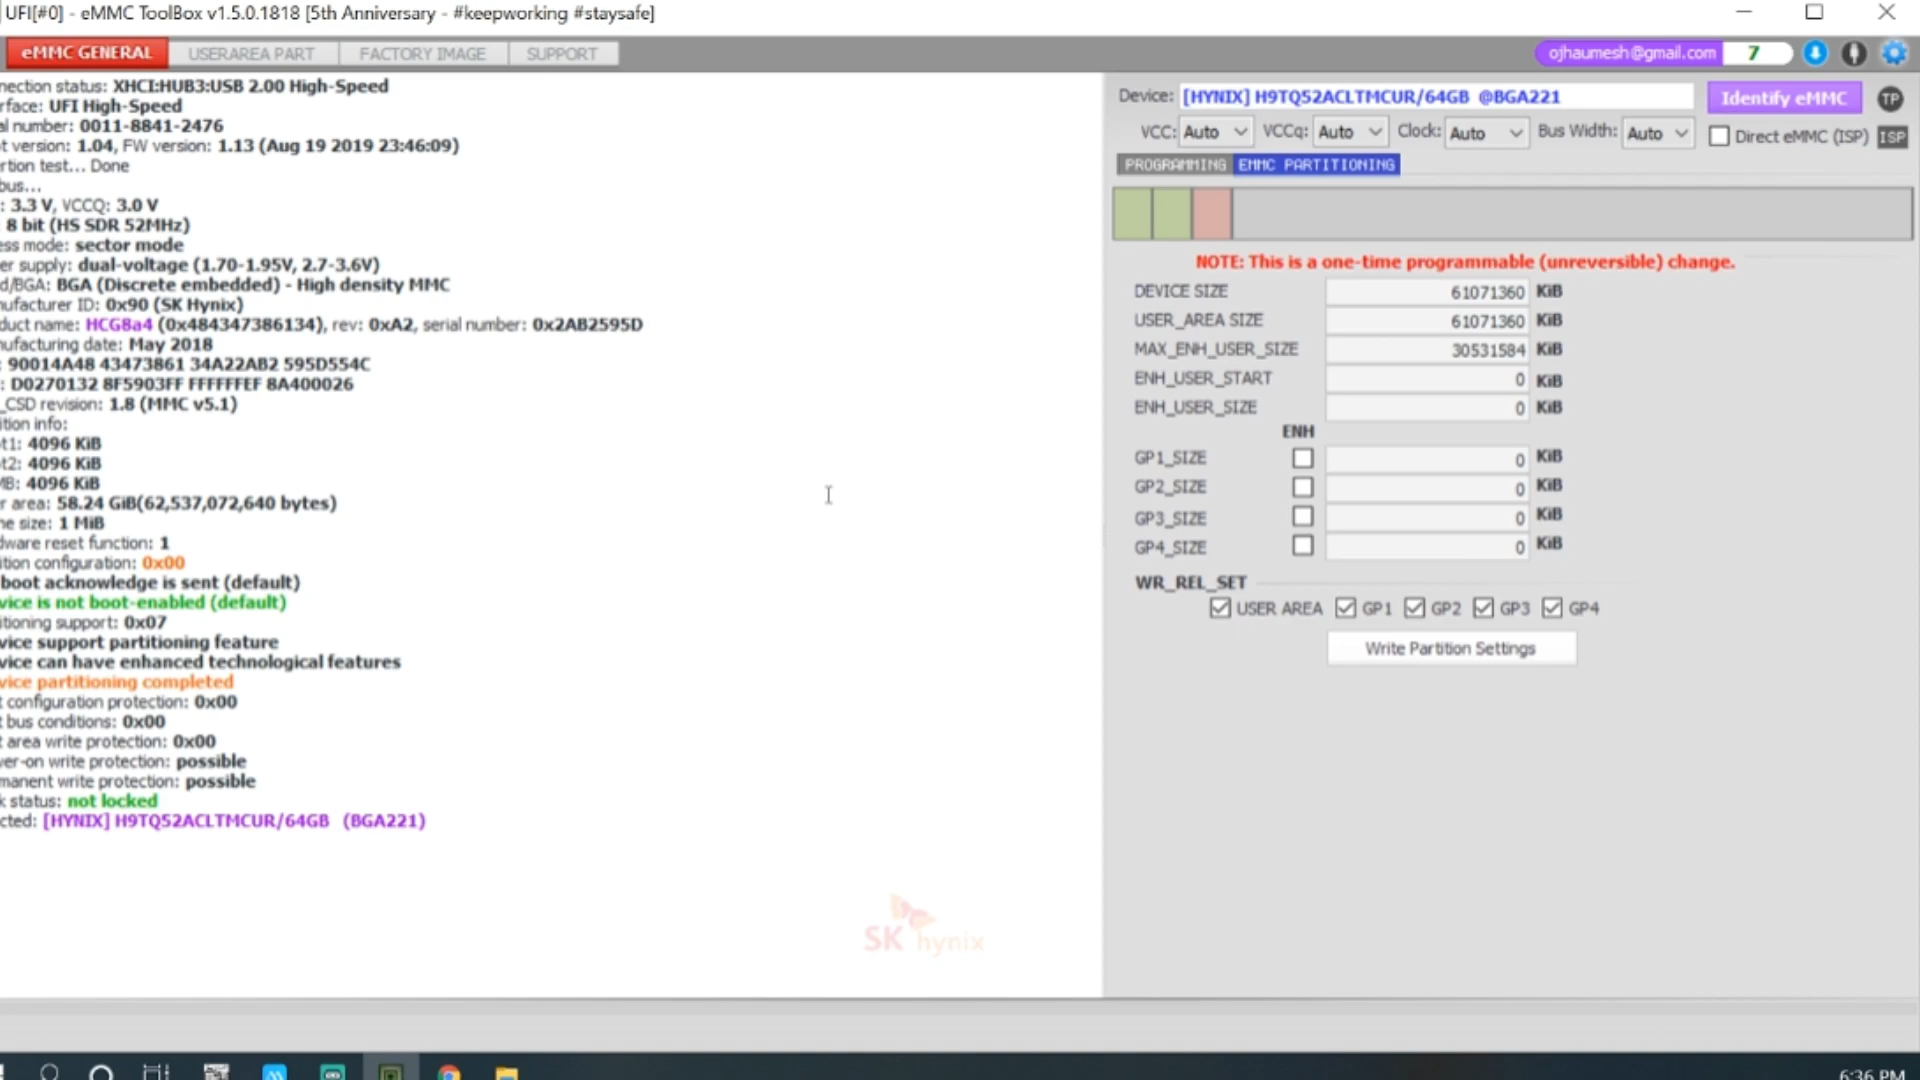 UFI[#0] - eMMC ToolBox v1.5.0.1818 [5th Anniversary - #keepworking #staysafe]
eMMC GENERAL USERAREA PART FACTORY IMAGE SUPPORT
ojhaumesh@gmail.com 7
nection status: XHCI:HUB3:USB 2.00 High-Speed
rface: UFI High-Speed
al number: 0011-8841-2476
t version: 1.04, FW version: 1.13 (Aug 19 2019 23:46:09)
rtion test... Done
bus...
: 3.3 V, VCCQ: 3.0 V
: 8 bit (HS SDR 52MHz)
ess mode: sector mode
er supply: dual-voltage (1.70-1.95V, 2.7-3.6V)
d/BGA: BGA (Discrete embedded) - High density MMC
nufacturer ID: 0x90 (SK Hynix)
duct name: HCG8a4 (0x484347386134), rev: 0xA2, serial number: 0x2AB2595D
nufacturing date: May 2018
: 90014A48 43473861 34A22AB2 595D554C
: D0270132 8F5903FF FFFFFFEF 8A400026
_CSD revision: 1.8 (MMC v5.1)
ition info:
t1: 4096 KiB
t2: 4096 KiB
MB: 4096 KiB
r area: 58.24 GiB(62,537,072,640 bytes)
ne size: 1 MiB
dware reset function: 1
ition configuration: 0x00
boot acknowledge is sent (default)
vice is not boot-enabled (default)
itioning support: 0x07
vice support partitioning feature
vice can have enhanced technological features
vice partitioning completed
t configuration protection: 0x00
t bus conditions: 0x00
t area write protection: 0x00
ver-on write protection: possible
manent write protection: possible
k status: not locked
cted: [HYNIX] H9TQ52ACLTMCUR/64GB (BGA221)
SK hynix
Device: [HYNIX] H9TQ52ACLTMCUR/64GB @BGA221 Identify eMMC TP
VCC: Auto VCCq: Auto Clock: Auto Bus Width: Auto Direct eMMC (ISP) ISP
PROGRAMMING EMMC PARTITIONING
NOTE: This is a one-time programmable (unreversible) change.
DEVICE SIZE 61071360 KiB
USER_AREA SIZE 61071360 KiB
MAX_ENH_USER_SIZE 30531584 KiB
ENH_USER_START 0 KiB
ENH_USER_SIZE 0 KiB
ENH
GP1_SIZE 0 KiB
GP2_SIZE 0 KiB
GP3_SIZE 0 KiB
GP4_SIZE 0 KiB
WR_REL_SET
USER AREA GP1 GP2 GP3 GP4
Write Partition Settings
6:36 PM